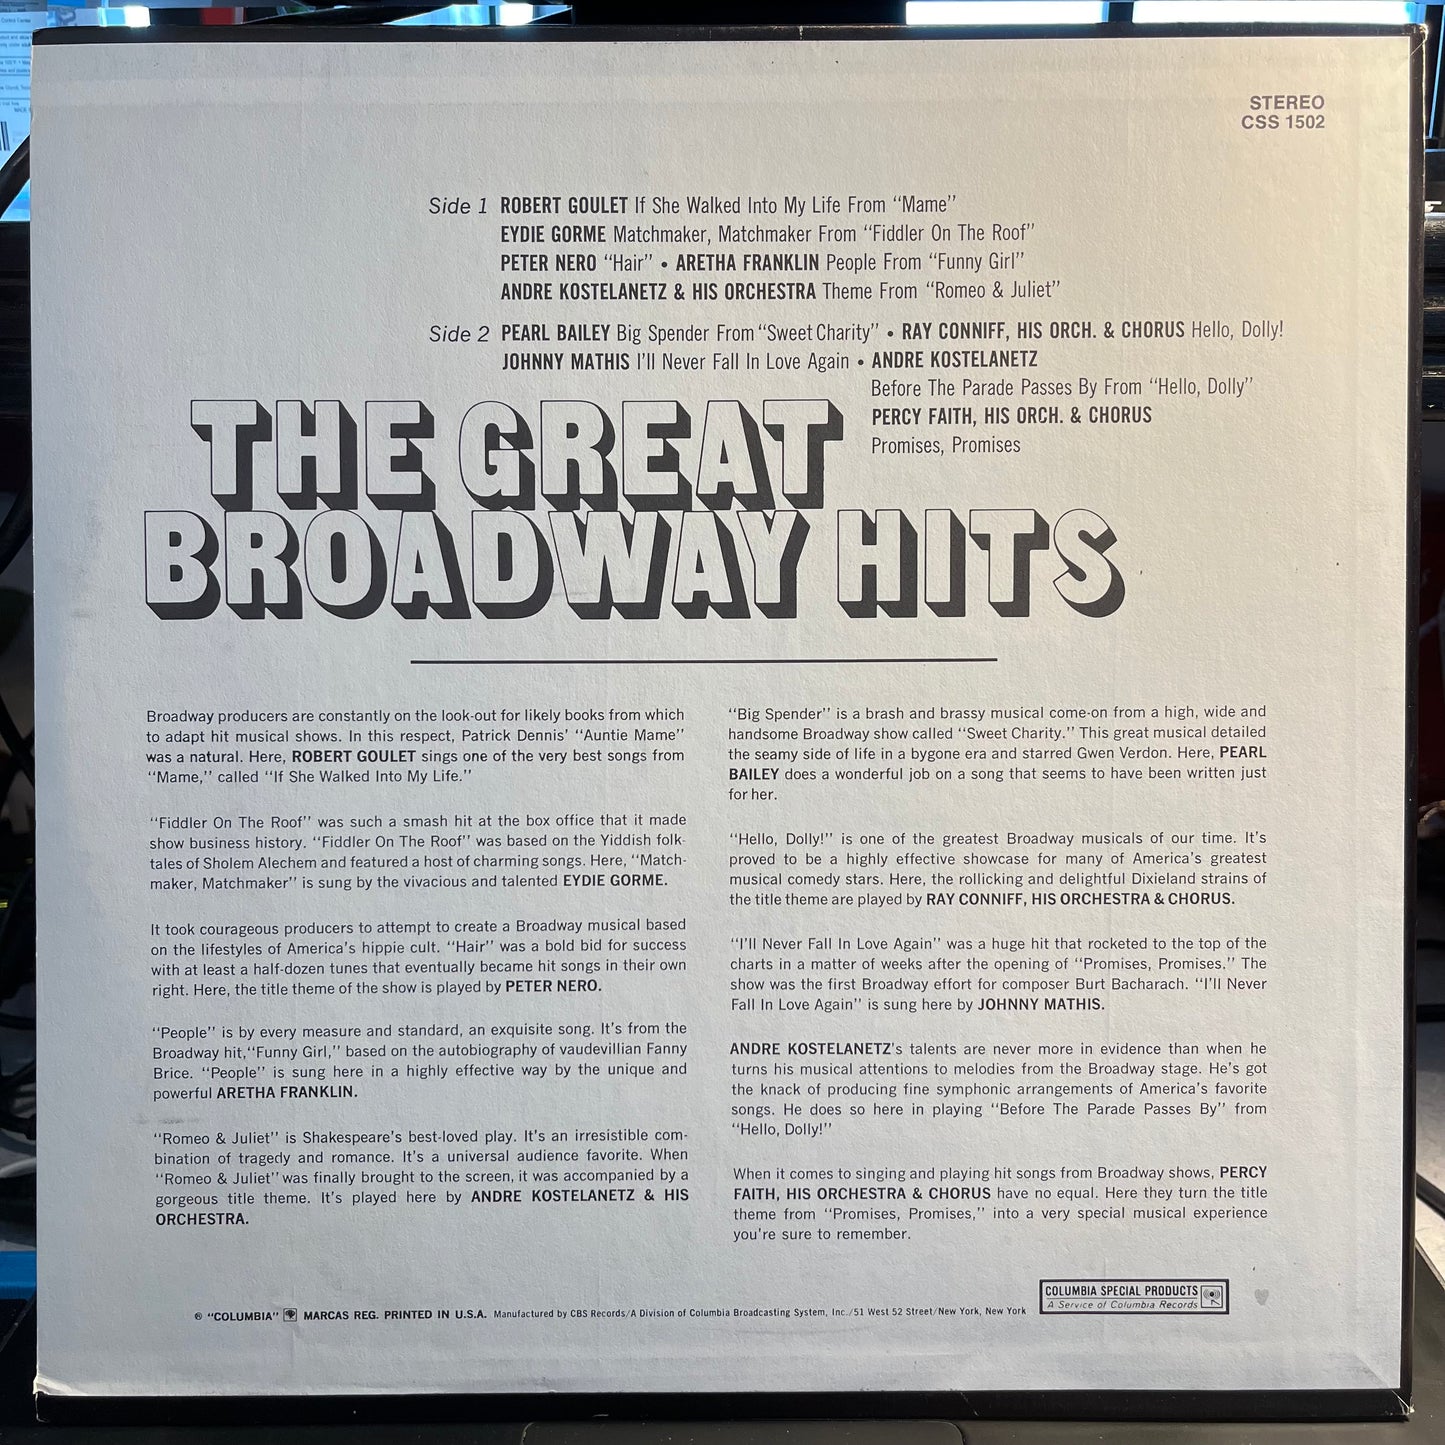 STEREO
CSS 1502
Side 1 ROBERT GOULET If She Walked Into My Life From "Mame"
EYDIE GORME Matchmaker, Matchmaker From "Fiddler On The Roof"
PETER NERO "Hair" • ARETHA FRANKLIN People From "Funny Girl"
ANDRE KOSTELANETZ & HIS ORCHESTRA Theme From "Romeo & Juliet"
Side 2 PEARL BAILEY Big Spender From "Sweet Charity" • RAY CONNIFF, HIS ORCH. & CHORUS Hello, Dolly!
JOHNNY MATHIS I'll Never Fall In Love Again • ANDRE KOSTELANETZ
Before The Parade Passes By From "Hello, Dolly"
PERCY FAITH, HIS ORCH. & CHORUS
Promises, Promises
THE GREAT
BROADWAY HITS
Broadway producers are constantly on the look-out for likely books from which
to adapt hit musical shows. In this respect, Patrick Dennis' "Auntie Mame"
was a natural. Here, ROBERT GOULET sings one of the very best songs from
"Mame," called "If She Walked Into My Life."
"Fiddler On The Roof" was such a smash hit at the box office that it made
show business history. "Fiddler On The Roof" was based on the Yiddish folk-
tales of Sholem Alechem and featured a host of charming songs. Here, "Match-
maker, Matchmaker" is sung by the vivacious and talented EYDIE GORME.
It took courageous producers to attempt to create a Broadway musical based
on the lifestyles of America's hippie cult. "Hair" was a bold bid for success
with at least a half-dozen tunes that eventually became hit songs in their own
right. Here, the title theme of the show is played by PETER NERO.
"People" is by every measure and standard, an exquisite song. It's from the
Broadway hit, "Funny Girl," based on the autobiography of vaudevillian Fanny
Brice. "People" is sung here in a highly effective way by the unique and
powerful ARETHA FRANKLIN.
"Romeo & Juliet" is Shakespeare's best-loved play. It's an irresistible com-
bination of tragedy and romance. It's a universal audience favorite. When
"Romeo & Juliet" was finally brought to the screen, it was accompanied by a
gorgeous title theme. It's played here by ANDRE KOSTELANETZ & HIS
ORCHESTRA.
"Big Spender" is a brash and brassy musical come-on from a high, wide and
handsome Broadway show called "Sweet Charity." This great musical detailed
the seamy side of life in a bygone era and starred Gwen Verdon. Here, PEARL
BAILEY does a wonderful job on a song that seems to have been written just
for her.
"Hello, Dolly!" is one of the greatest Broadway musicals of our time. It's
proved to be a highly effective showcase for many of America's greatest
musical comedy stars. Here, the rollicking and delightful Dixieland strains of
the title theme are played by RAY CONNIFF, HIS ORCHESTRA & CHORUS.
"I'll Never Fall In Love Again" was a huge hit that rocketed to the top of the
charts in a matter of weeks after the opening of "Promises, Promises." The
show was the first Broadway effort for composer Burt Bacharach. "I'll Never
Fall In Love Again" is sung here by JOHNNY MATHIS.
ANDRE KOSTELANETZ's talents are never more in evidence than when he
turns his musical attentions to melodies from the Broadway stage. He's got
the knack of producing fine symphonic arrangements of America's favorite
songs. He does so here in playing "Before The Parade Passes By" from
"Hello, Dolly!"
When it comes to singing and playing hit songs from Broadway shows, PERCY
FAITH, HIS ORCHESTRA & CHORUS have no equal. Here they turn the title
theme from "Promises, Promises," into a very special musical experience
you're sure to remember.
® "COLUMBIA" MARCAS REG. PRINTED IN U.S.A. Manufactured by CBS Records/A Division of Columbia Broadcasting System, Inc./51 West 52 Street/New York, New York
COLUMBIA SPECIAL PRODUCTS
A Service of Columbia Records